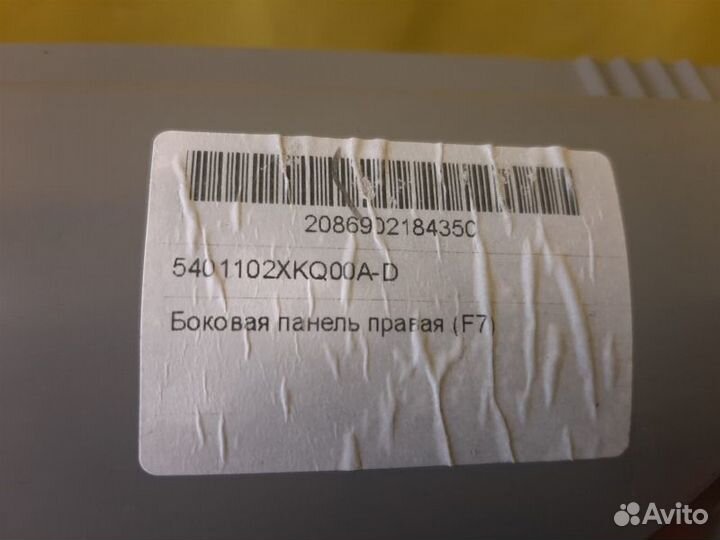 2086902184350
5401102XKQ00A-D
Боковая панель правая (F7)
Avito